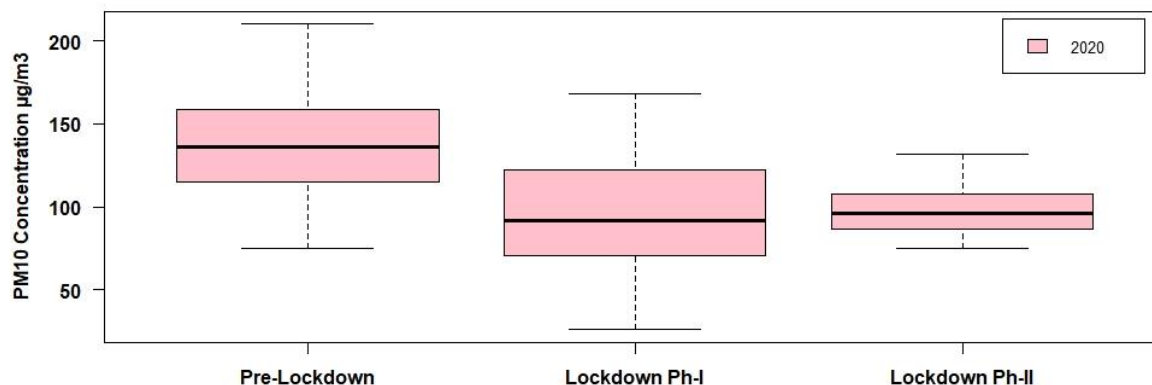 PM10 Concentration µg/m3
200
150
100
50
2020
Pre-Lockdown
Lockdown Ph-I
Lockdown Ph-II